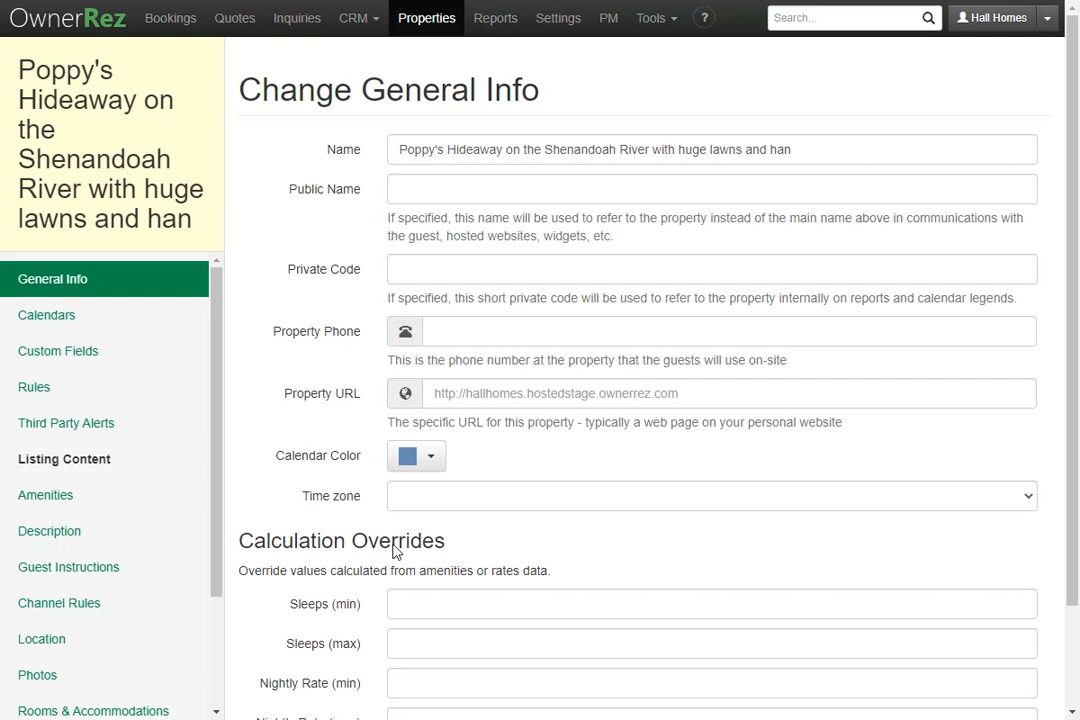 OwnerRez Bookings Quotes Inquiries CRM Properties Reports Settings PM Tools ? Search... Hall Homes
Poppy's
Hideaway on
the
Shenandoah
River with huge
lawns and han
General Info
Calendars
Custom Fields
Rules
Third Party Alerts
Listing Content
Amenities
Description
Guest Instructions
Channel Rules
Location
Photos
Rooms & Accommodations
Change General Info
Name Poppy's Hideaway on the Shenandoah River with huge lawns and han
Public Name
If specified, this name will be used to refer to the property instead of the main name above in communications with
the guest, hosted websites, widgets, etc.
Private Code
If specified, this short private code will be used to refer to the property internally on reports and calendar legends.
Property Phone
This is the phone number at the property that the guests will use on-site
Property URL http://hallhomes.hostedstage.ownerrez.com
The specific URL for this property - typically a web page on your personal website
Calendar Color
Time zone
Calculation Overrides
Override values calculated from amenities or rates data.
Sleeps (min)
Sleeps (max)
Nightly Rate (min)